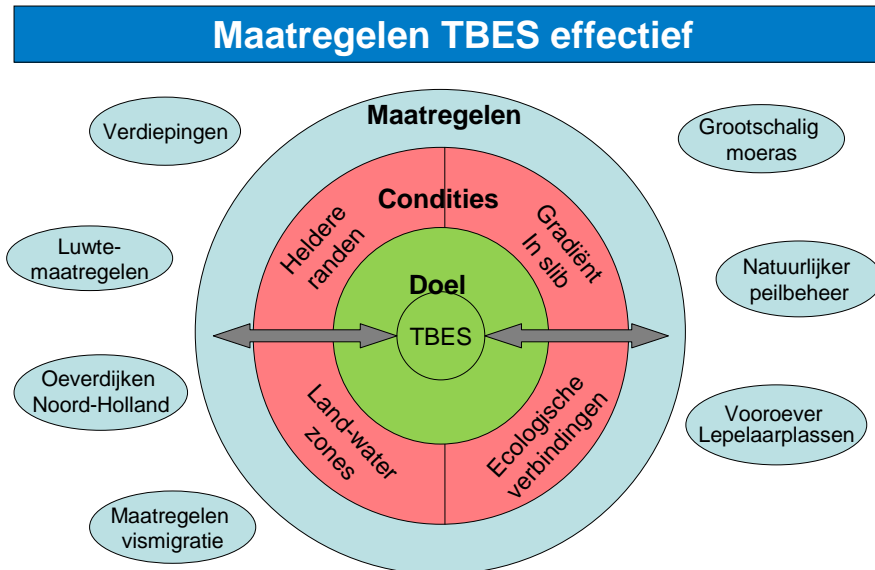 Maatregelen TBES effectief
Verdiepingen
Maatregelen
Grootschalig
moeras
Condities
Heldere
randen
Gradiënt
In slib
Luwte-
maatregelen
Doel
Natuurlijker
peilbeheer
TBES
Oeverdijken
Noord-Holland
Land-water
zones
Ecologische
verbindingen
Vooroever
Lepelaarplassen
Maatregelen
vismigratie